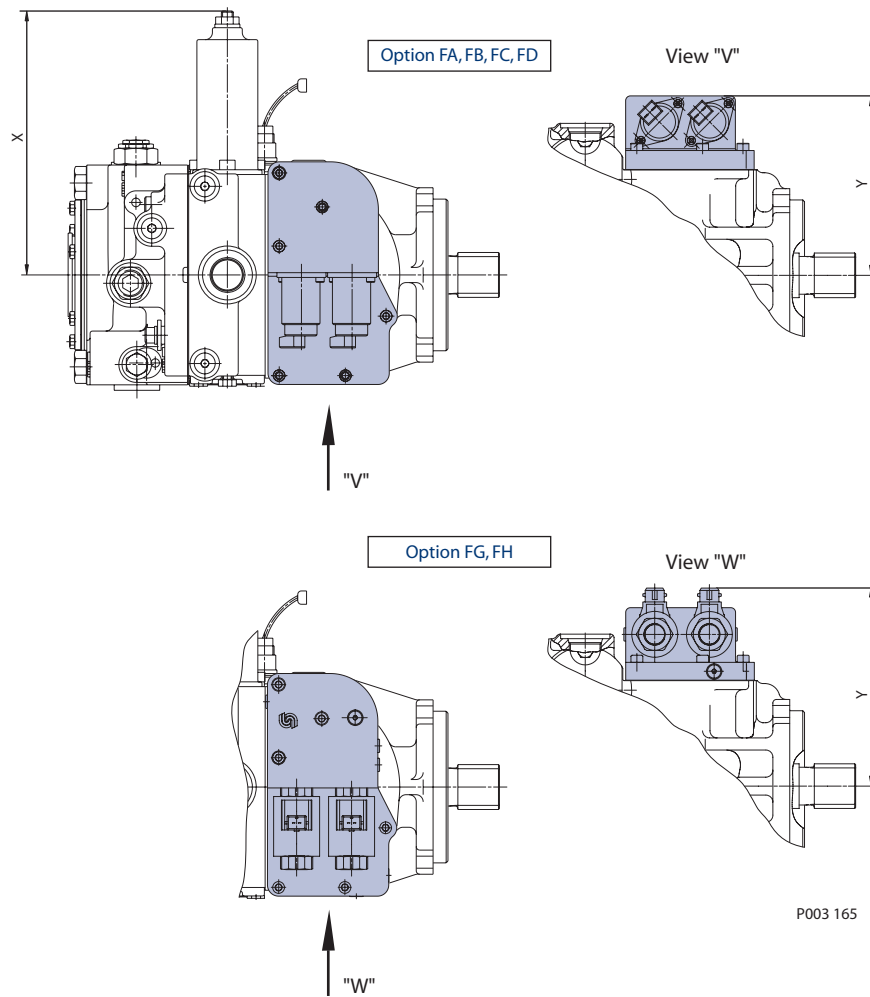 Option FA, FB, FC, FD
View "V"
X
Y
"V"
Option FG, FH
View "W"
Y
P003 165
"W"